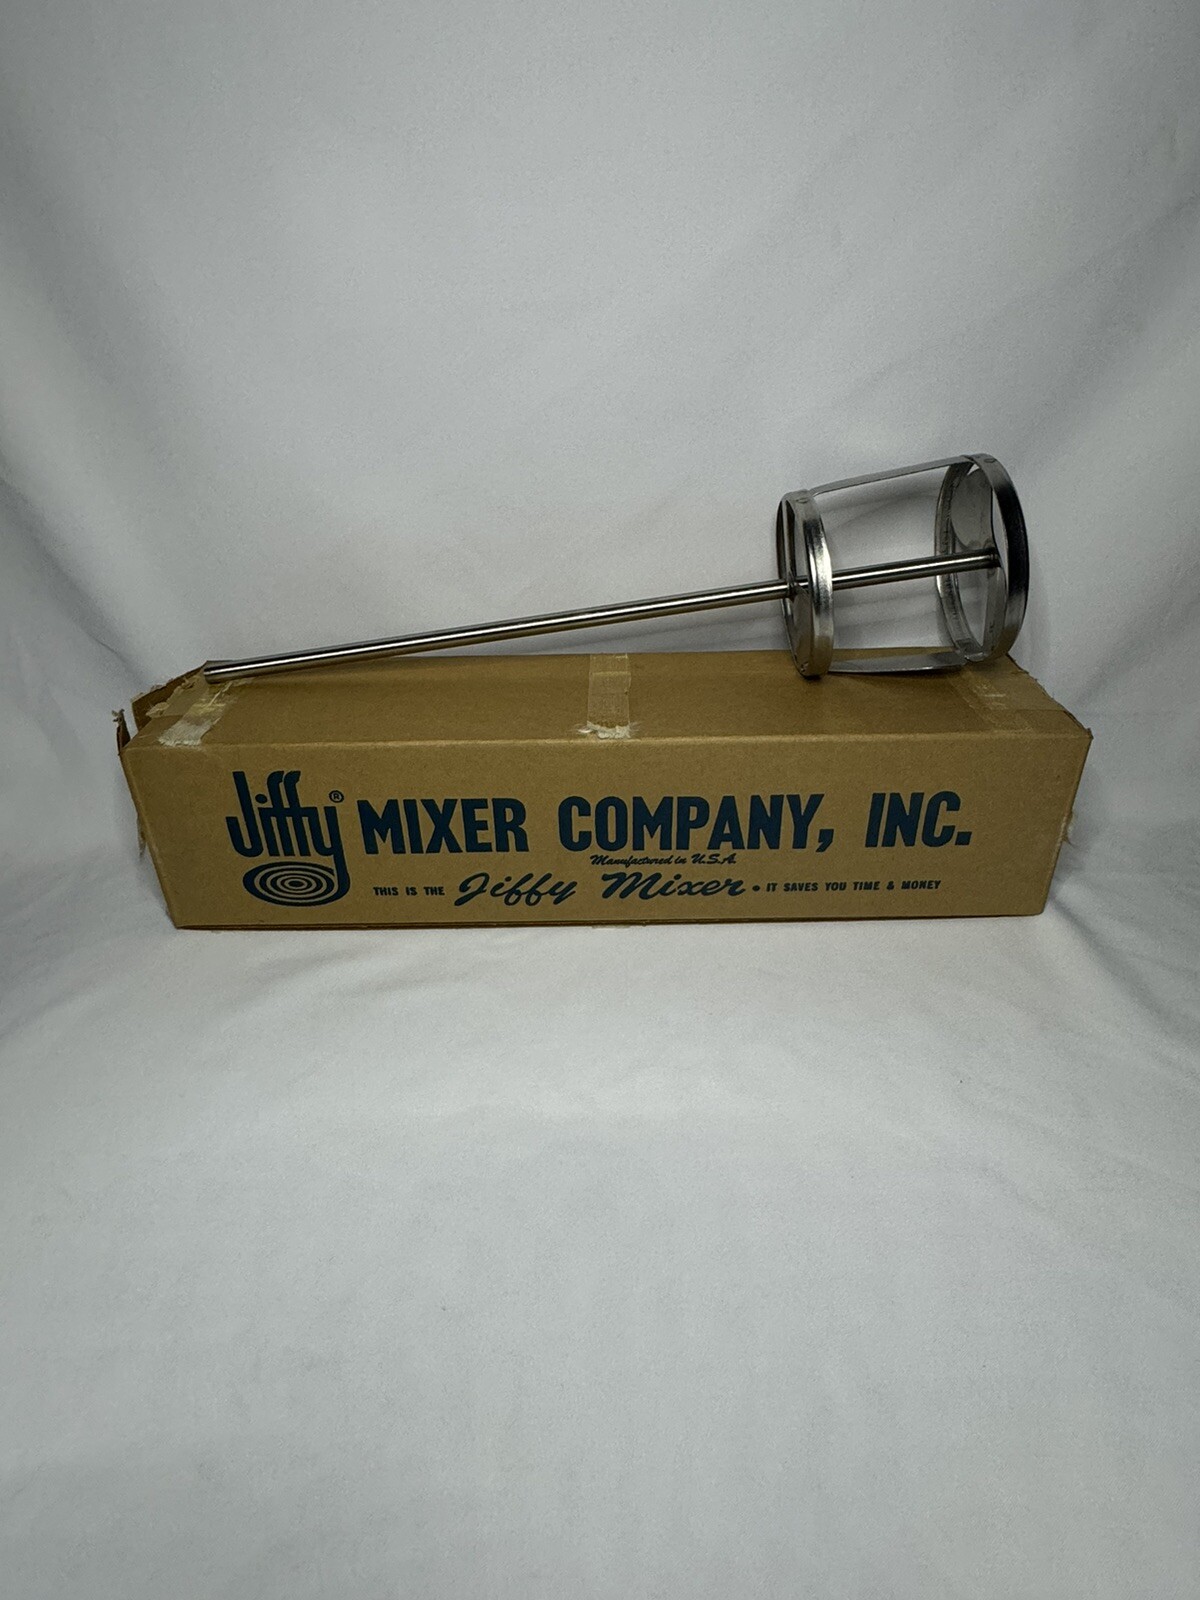 Jiffy® MIXER COMPANY, INC.
Manufactured in U.S.A.
THIS IS THE Jiffy Mixer • IT SAVES YOU TIME & MONEY